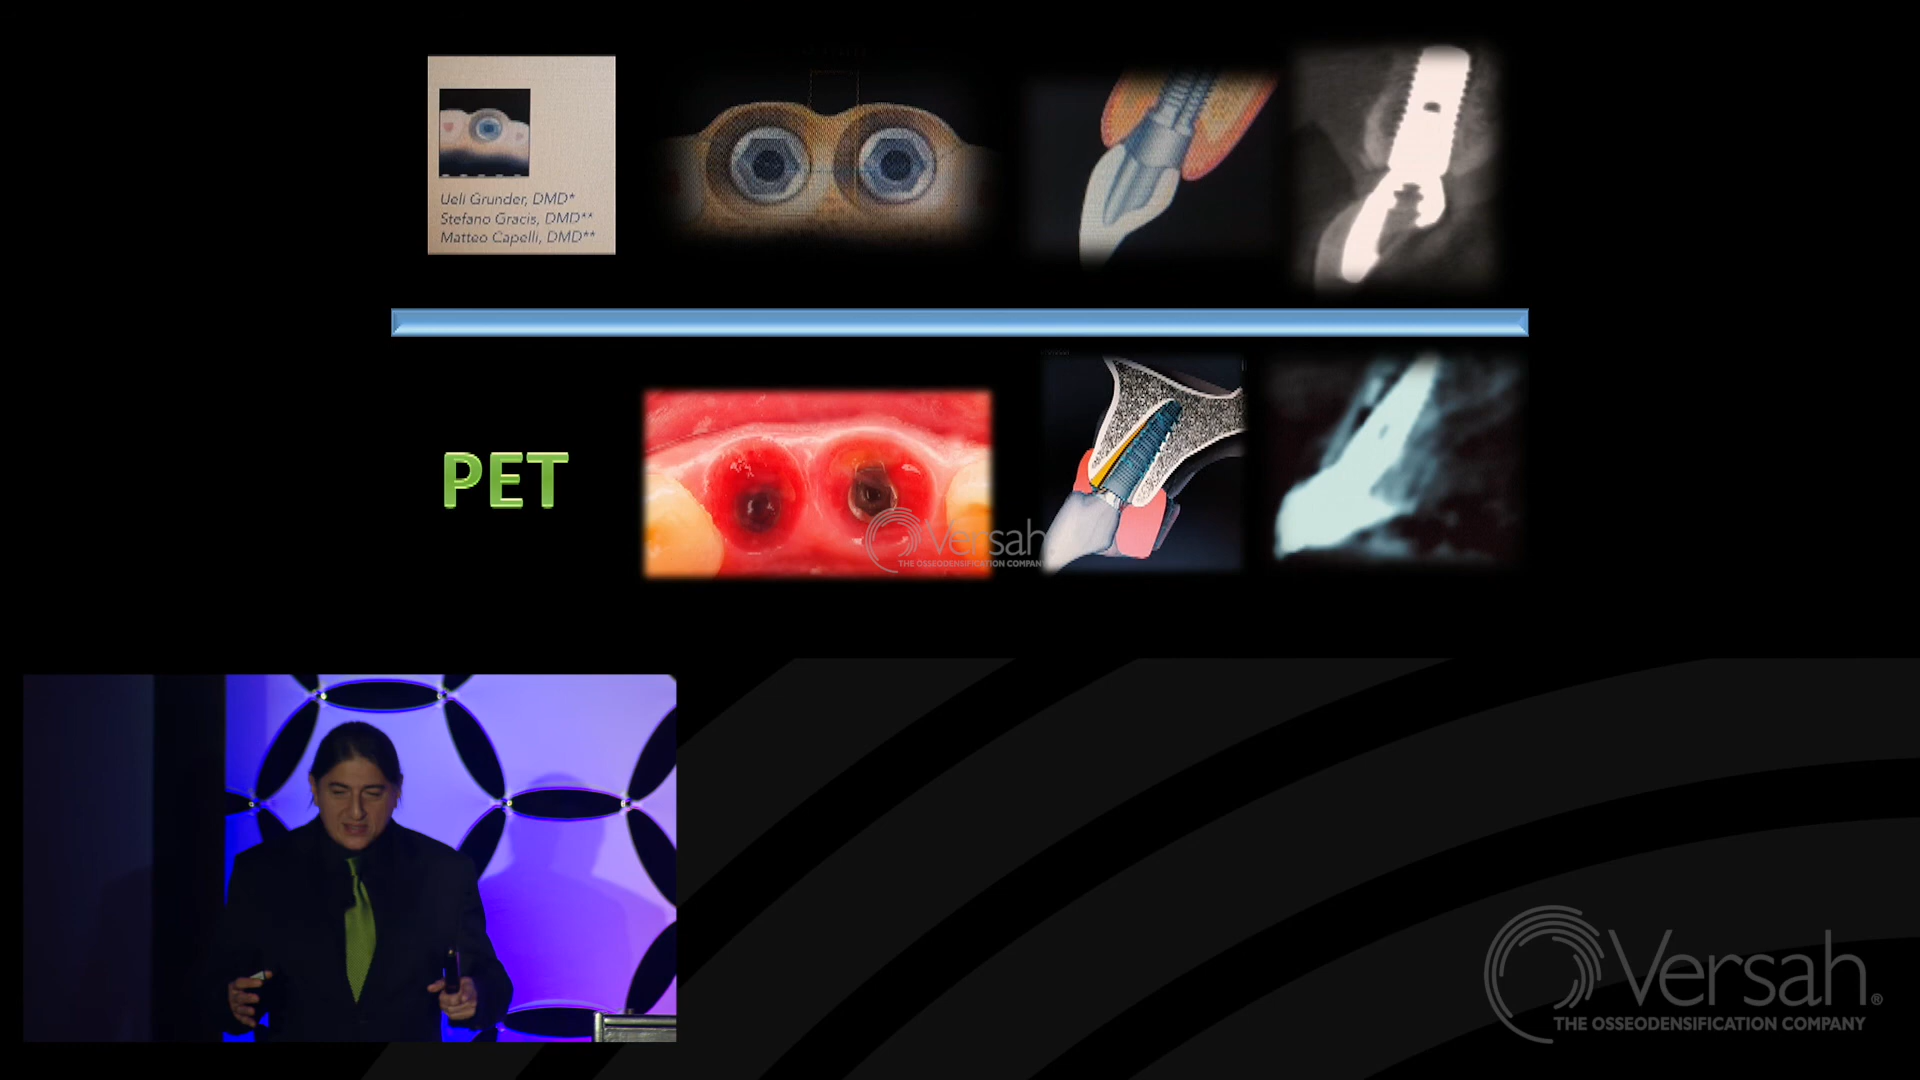 Ueli Grunder, DMD*
Stefano Gracis, DMD**
Matteo Capelli, DMD**
PET
Versah
THE OSSEODENSIFICATION COMPANY
Versah®
THE OSSEODENSIFICATION COMPANY